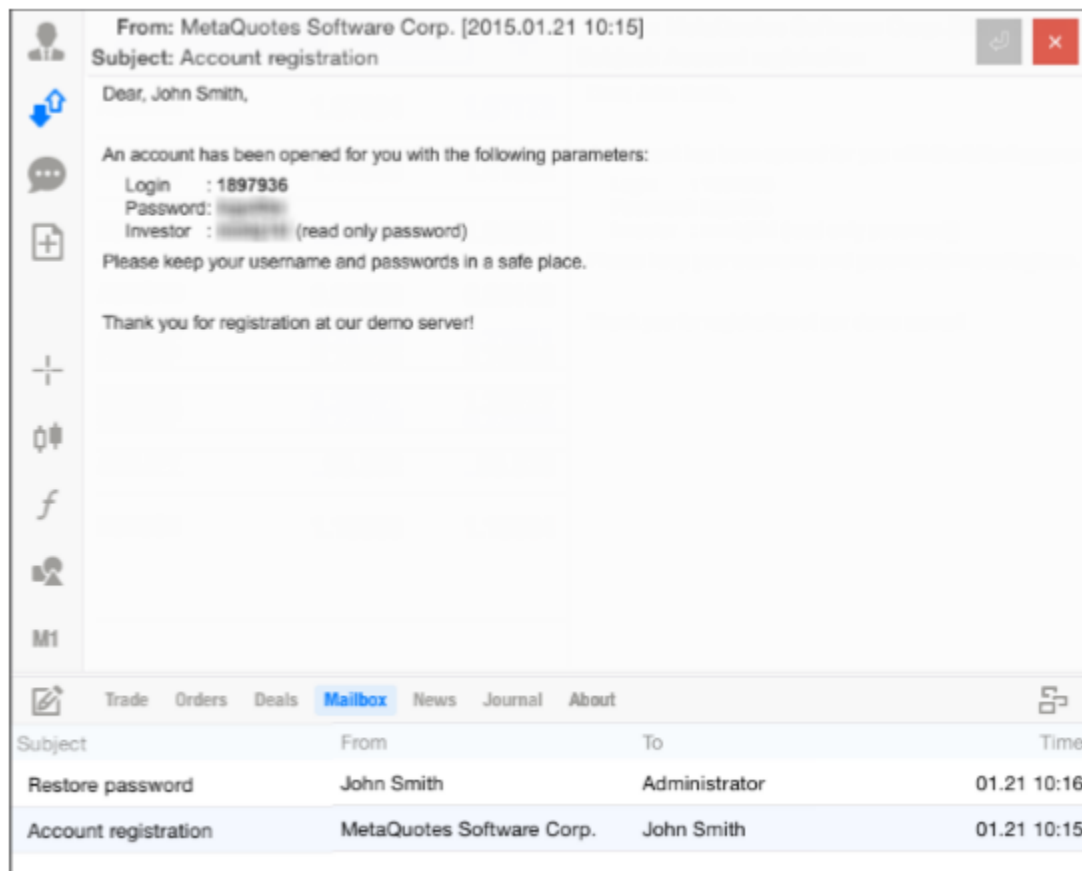 From: MetaQuotes Software Corp. [2015.01.21 10:15]
Subject: Account registration
Dear, John Smith,
An account has been opened for you with the following parameters:
Login : 1897936
Password:
Investor : (read only password)
Please keep your username and passwords in a safe place.
Thank you for registration at our demo server!
M1
Trade Orders Deals Mailbox News Journal About
Subject From To Time
Restore password John Smith Administrator 01.21 10:16
Account registration MetaQuotes Software Corp. John Smith 01.21 10:15